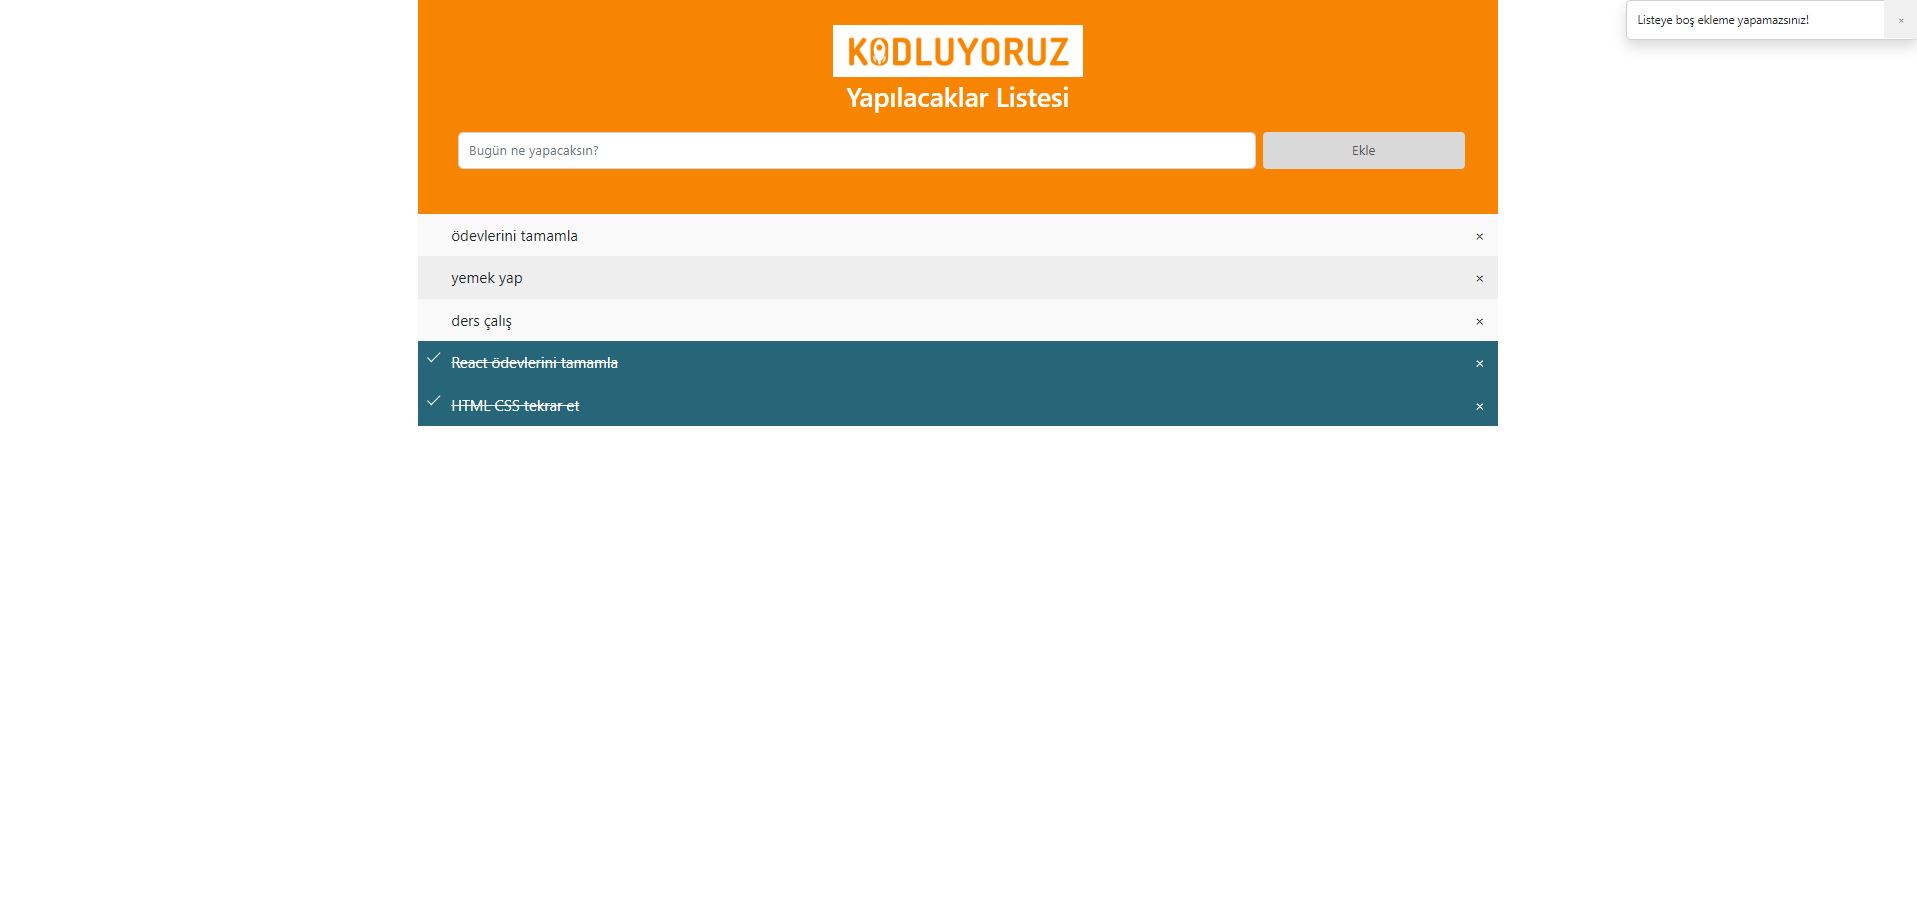 KODLUYORUZ
Yapılacaklar Listesi
Bugün ne yapacaksın?
Ekle
ödevlerini tamamla ×
yemek yap ×
ders çalış ×
React ödevlerini tamamla ×
HTML CSS tekrar et ×
Listeye boş ekleme yapamazsınız! ×